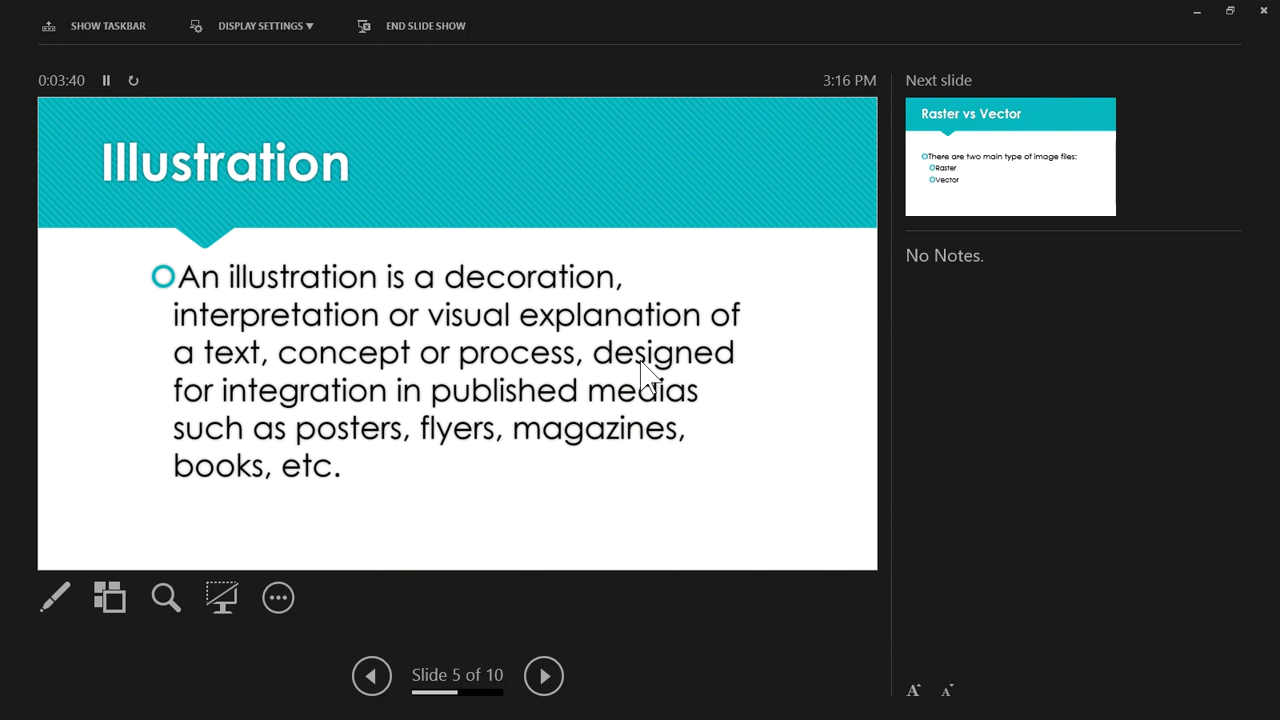 SHOW TASKBAR
DISPLAY SETTINGS ▼
END SLIDE SHOW
0:03:40
3:16 PM
Illustration
An illustration is a decoration,
interpretation or visual explanation of
a text, concept or process, designed
for integration in published medias
such as posters, flyers, magazines,
books, etc.
Slide 5 of 10
Next slide
Raster vs Vector
There are two main type of image files:
Raster
Vector
No Notes.
A A